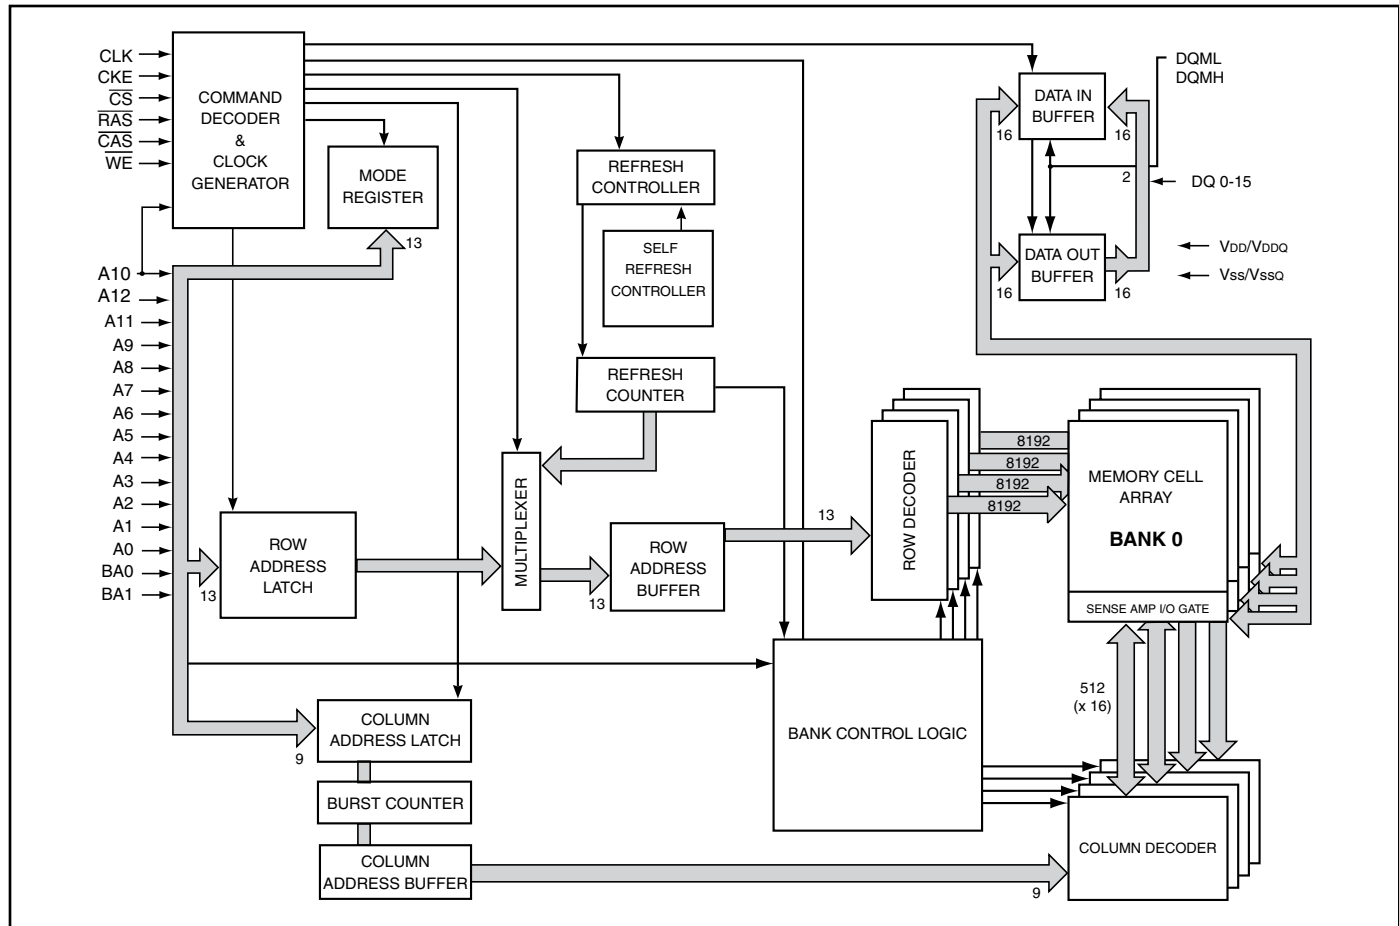 CLK
CKE
CS
RAS
CAS
WE
A10
A12
A11
A9
A8
A7
A6
A5
A4
A3
A2
A1
A0
BA0
BA1
COMMAND
DECODER
&
CLOCK
GENERATOR
MODE
REGISTER
13
REFRESH
CONTROLLER
SELF
REFRESH
CONTROLLER
REFRESH
COUNTER
DATA IN
BUFFER
16
16
DQML
DQMH
2
DQ 0-15
DATA OUT
BUFFER
16
16
VDD/VDDQ
Vss/VssQ
13
ROW
ADDRESS
LATCH
MULTIPLEXER
13
ROW
ADDRESS
BUFFER
13
ROW DECODER
8192
8192
8192
8192
MEMORY CELL
ARRAY
BANK 0
SENSE AMP I/O GATE
512
(x 16)
BANK CONTROL LOGIC
9
COLUMN
ADDRESS LATCH
BURST COUNTER
COLUMN
ADDRESS BUFFER
9
COLUMN DECODER